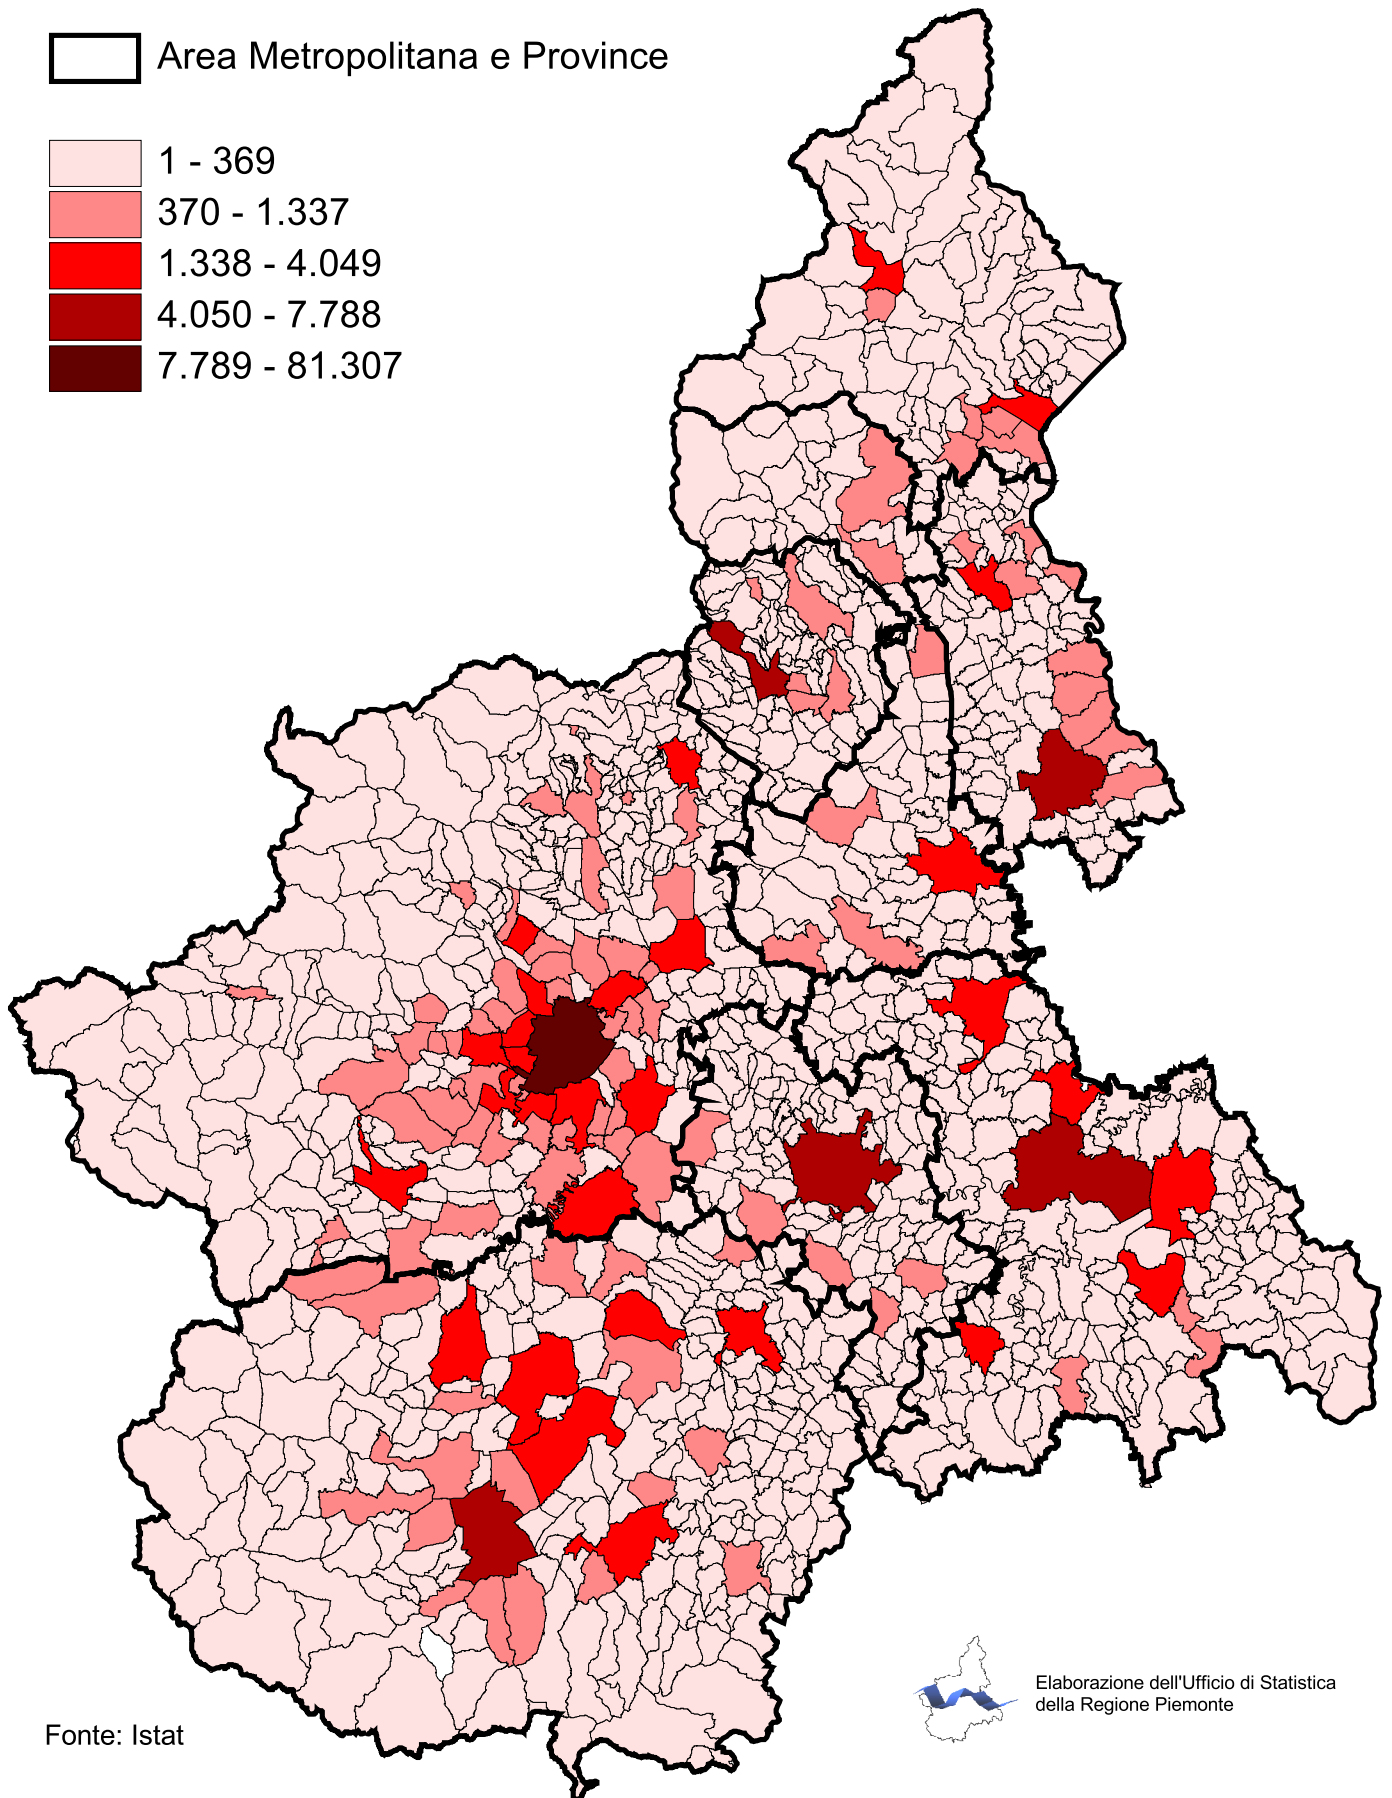 Area Metropolitana e Province
1 - 369
370 - 1.337
1.338 - 4.049
4.050 - 7.788
7.789 - 81.307
Elaborazione dell'Ufficio di Statistica
della Regione Piemonte
Fonte: Istat